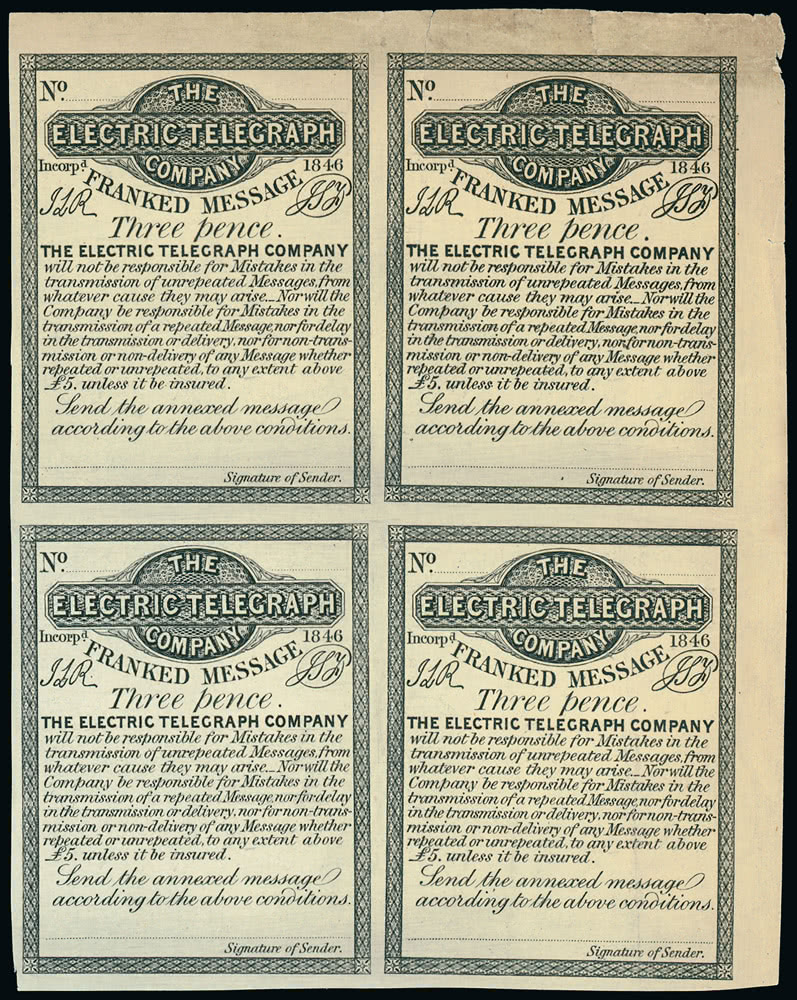 No.
THE
ELECTRIC TELEGRAPH
COMPANY
Incorpd 1846
FRANKED MESSAGE
JLR
Three pence.
THE ELECTRIC TELEGRAPH COMPANY
will not be responsible for Mistakes in the
transmission of unrepeated Messages, from
whatever cause they may arise._Nor will the
Company be responsible for Mistakes in the
transmission of a repeated Message, nor for delay
in the transmission or delivery, nor for non-trans-
mission or non-delivery of any Message whether
repeated or unrepeated, to any extent above
£5. unless it be insured.
Send the annexed message
according to the above conditions.
Signature of Sender.
No.
THE
ELECTRIC TELEGRAPH
COMPANY
Incorpd 1846
FRANKED MESSAGE
JLR
Three pence.
THE ELECTRIC TELEGRAPH COMPANY
will not be responsible for Mistakes in the
transmission of unrepeated Messages, from
whatever cause they may arise._Nor will the
Company be responsible for Mistakes in the
transmission of a repeated Message, nor for delay
in the transmission or delivery, nor for non-trans-
mission or non-delivery of any Message whether
repeated or unrepeated, to any extent above
£5. unless it be insured.
Send the annexed message
according to the above conditions.
Signature of Sender.
No.
THE
ELECTRIC TELEGRAPH
COMPANY
Incorpd 1846
FRANKED MESSAGE
JLR
Three pence.
THE ELECTRIC TELEGRAPH COMPANY
will not be responsible for Mistakes in the
transmission of unrepeated Messages, from
whatever cause they may arise._Nor will the
Company be responsible for Mistakes in the
transmission of a repeated Message, nor for delay
in the transmission or delivery, nor for non-trans-
mission or non-delivery of any Message whether
repeated or unrepeated, to any extent above
£5. unless it be insured.
Send the annexed message
according to the above conditions.
Signature of Sender.
No.
THE
ELECTRIC TELEGRAPH
COMPANY
Incorpd 1846
FRANKED MESSAGE
JLR
Three pence.
THE ELECTRIC TELEGRAPH COMPANY
will not be responsible for Mistakes in the
transmission of unrepeated Messages, from
whatever cause they may arise._Nor will the
Company be responsible for Mistakes in the
transmission of a repeated Message, nor for delay
in the transmission or delivery, nor for non-trans-
mission or non-delivery of any Message whether
repeated or unrepeated, to any extent above
£5. unless it be insured.
Send the annexed message
according to the above conditions.
Signature of Sender.